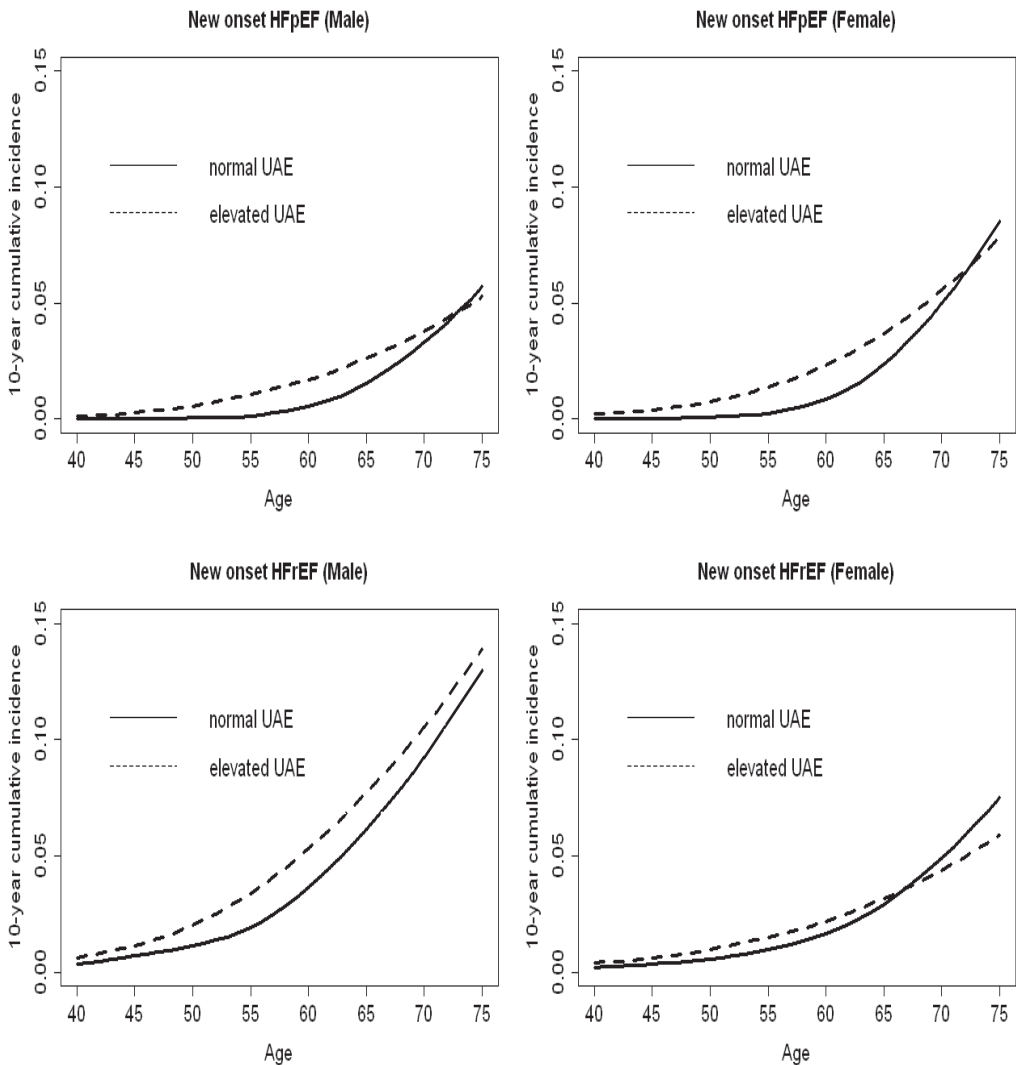 New onset HFpEF (Male)
10-year cumulative incidence
0.15
0.10
0.05
0.00
normal UAE
elevated UAE
40 45 50 55 60 65 70 75
Age
New onset HFpEF (Female)
10-year cumulative incidence
0.15
0.10
0.05
0.00
normal UAE
elevated UAE
40 45 50 55 60 65 70 75
Age
New onset HFrEF (Male)
10-year cumulative incidence
0.15
0.10
0.05
0.00
normal UAE
elevated UAE
40 45 50 55 60 65 70 75
Age
New onset HFrEF (Female)
10-year cumulative incidence
0.15
0.10
0.05
0.00
normal UAE
elevated UAE
40 45 50 55 60 65 70 75
Age